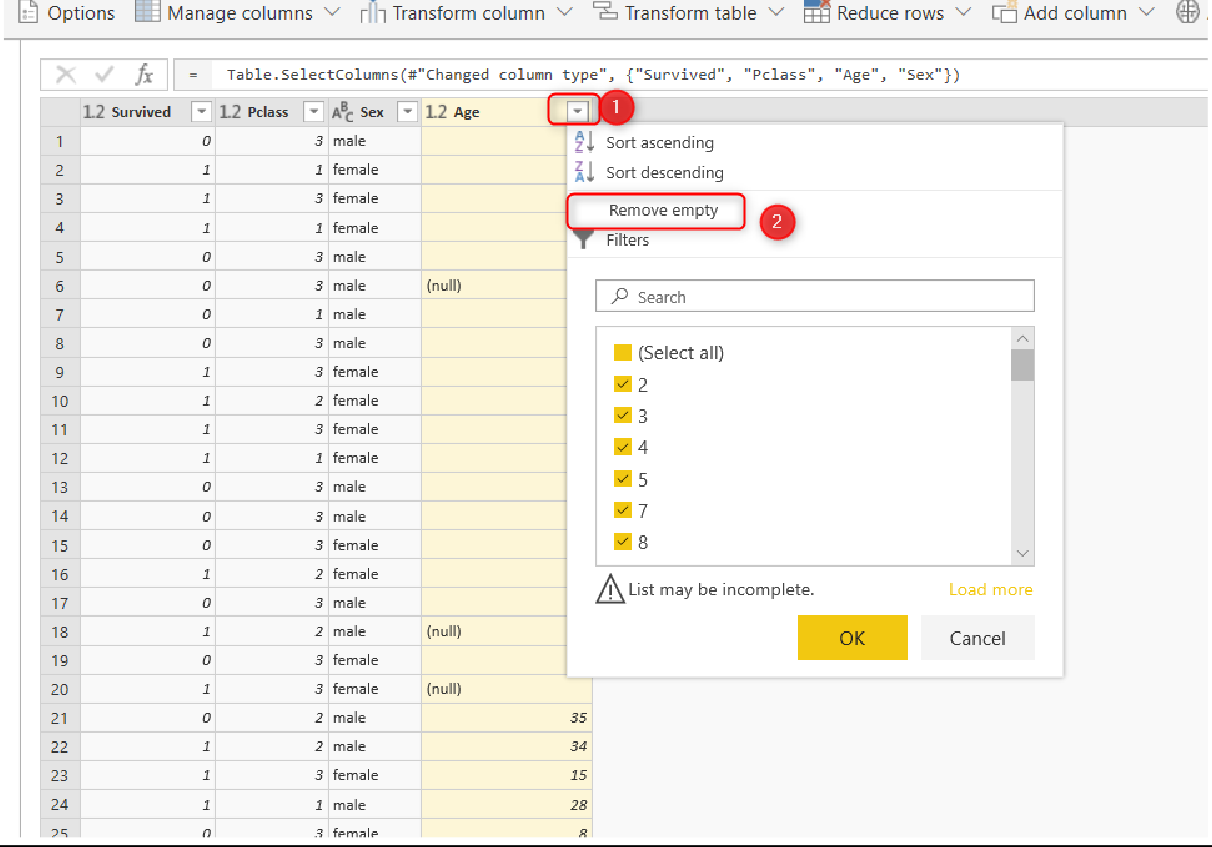 Options Manage columns Transform column Transform table Reduce rows Add column
fx = Table.SelectColumns(#"Changed column type", {"Survived", "Pclass", "Age", "Sex"})
1.2 Survived 1.2 Pclass ABC Sex 1.2 Age 1
1 0 3 male
AZ Sort ascending
2 1 1 female
ZA Sort descending
3 1 3 female
Remove empty 2
4 1 1 female
Filters
5 0 3 male
6 0 3 male (null)
Search
7 0 1 male
8 0 3 male
(Select all)
9 1 3 female
2
10 1 2 female
3
11 1 3 female
4
12 1 1 female
5
13 0 3 male
7
14 0 3 male
8
15 0 3 female
16 1 2 female
List may be incomplete. Load more
17 0 3 male
18 1 2 male (null)
OK Cancel
19 0 3 female
20 1 3 female (null)
21 0 2 male 35
22 1 2 male 34
23 1 3 female 15
24 1 1 male 28
25 0 3 female 8